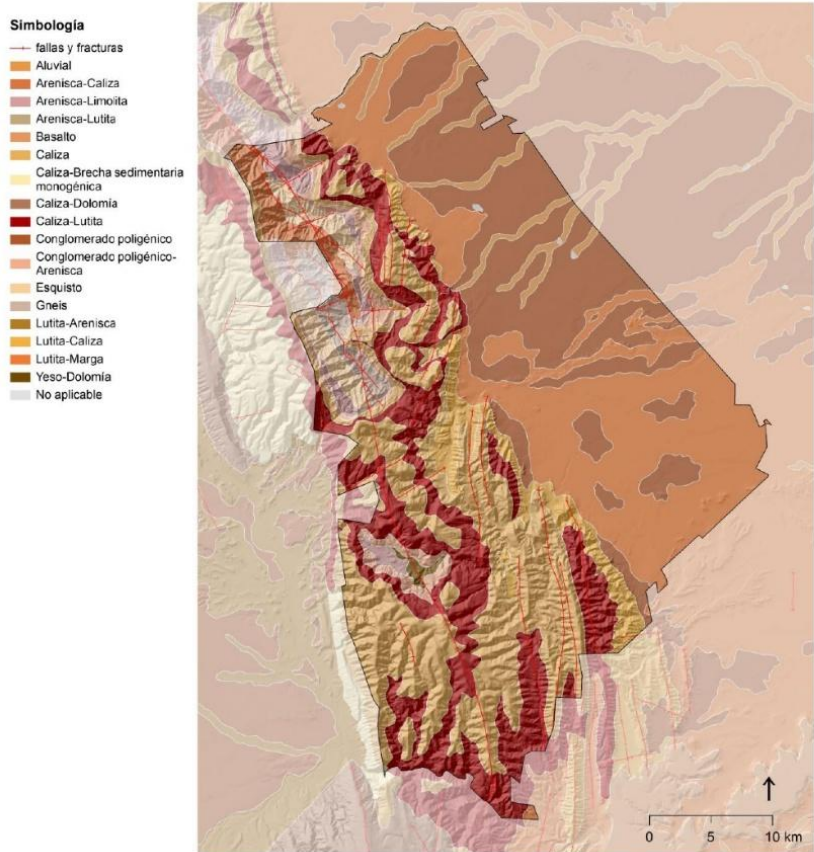 Simbología
fallas y fracturas
Aluvial
Arenisca-Caliza
Arenisca-Limolita
Arenisca-Lutita
Basalto
Caliza
Caliza-Brecha sedimentaria
monogénica
Caliza-Dolomía
Caliza-Lutita
Conglomerado poligénico
Conglomerado poligénico-
Arenisca
Esquisto
Gneis
Lutita-Arenisca
Lutita-Caliza
Lutita-Marga
Yeso-Dolomía
No aplicable
0 5 10 km